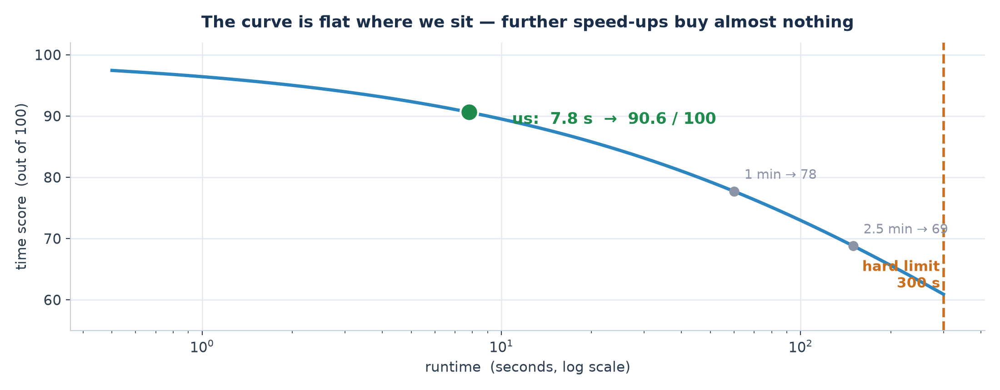 The curve is flat where we sit — further speed-ups buy almost nothing
time score  (out of 100)
100
90
80
70
60
us:  7.8 s  →  90.6 / 100
1 min → 78
2.5 min → 69
hard limit
300 s
10⁰
10¹
10²
runtime  (seconds, log scale)